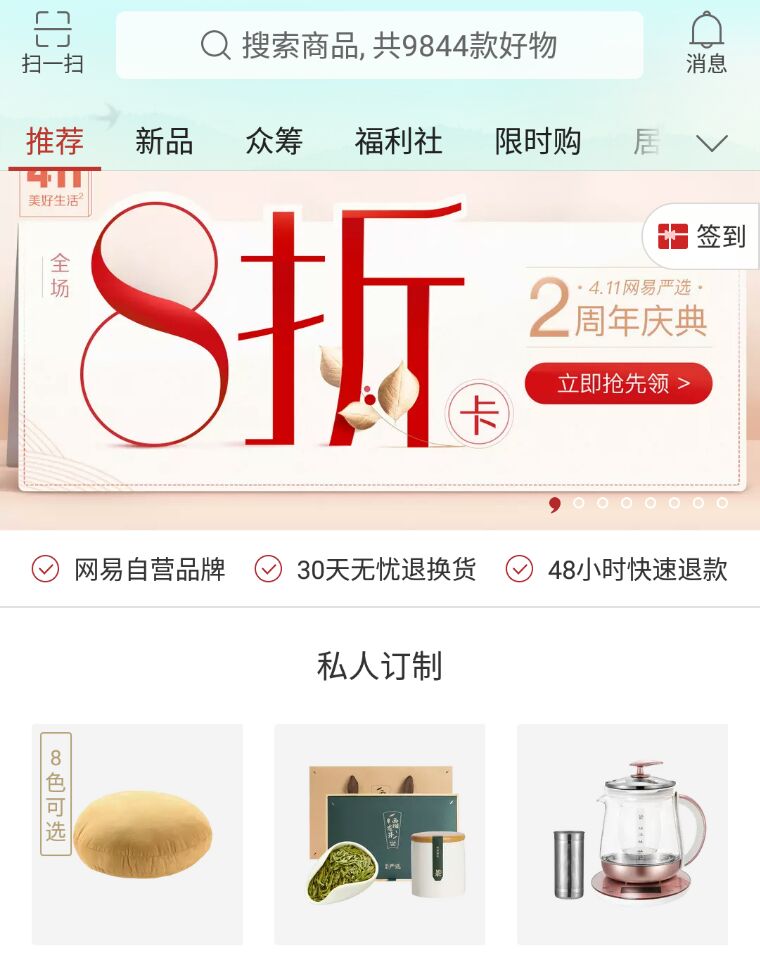 扫一扫
搜索商品, 共9844款好物
消息
推荐
新品
众筹
福利社
限时购
居
411
美好生活²
签到
全场
8折
卡
· 4.11网易严选 ·
2周年庆典
立即抢先领 >
网易自营品牌
30天无忧退换货
48小时快速退款
私人订制
8色可选